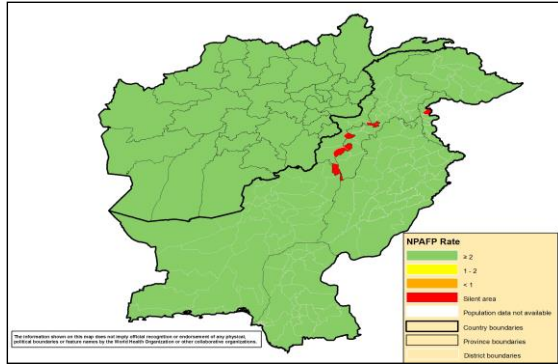 NPAFP Rate
≥ 2
1 - 2
< 1
Silent area
Population data not available
Country boundaries
Province boundaries
District boundaries
The information shown on this map does not imply official recognition or endorsement of any physical,
political boundaries or feature names by the World Health Organization or other collaborative organizations.